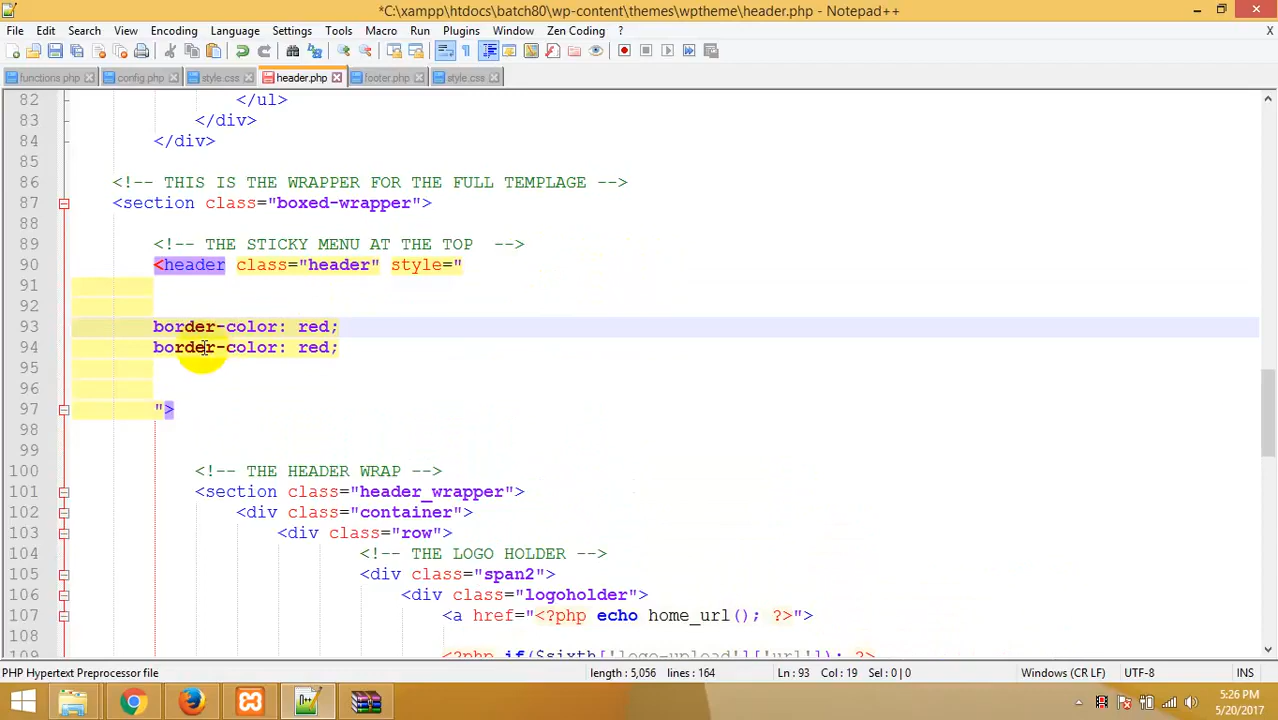 *C:\xampp\htdocs\batch80\wp-content\themes\wptheme\header.php - Notepad++
File Edit Search View Encoding Language Settings Tools Macro Run Plugins Window Zen Coding ? X
functions.php config.php style.css header.php footer.php style.css
82 </ul>
83 </div>
84 </div>
85
86 <!-- THIS IS THE WRAPPER FOR THE FULL TEMPLAGE -->
87 <section class="boxed-wrapper">
88
89 <!-- THE STICKY MENU AT THE TOP  -->
90 <header class="header" style="
91
92
93 border-color: red;
94 border-color: red;
95
96
97 ">
98
99
100 <!-- THE HEADER WRAP -->
101 <section class="header_wrapper">
102 <div class="container">
103 <div class="row">
104 <!-- THE LOGO HOLDER -->
105 <div class="span2">
106 <div class="logoholder">
107 <a href="<?php echo home_url(); ?>">
108
109 <?php if($sixth['logo-upload']['url']): ?>
PHP Hypertext Preprocessor file length : 5,056 lines : 164 Ln : 93 Col : 19 Sel : 0 | 0 Windows (CR LF) UTF-8 INS
5:26 PM
5/20/2017